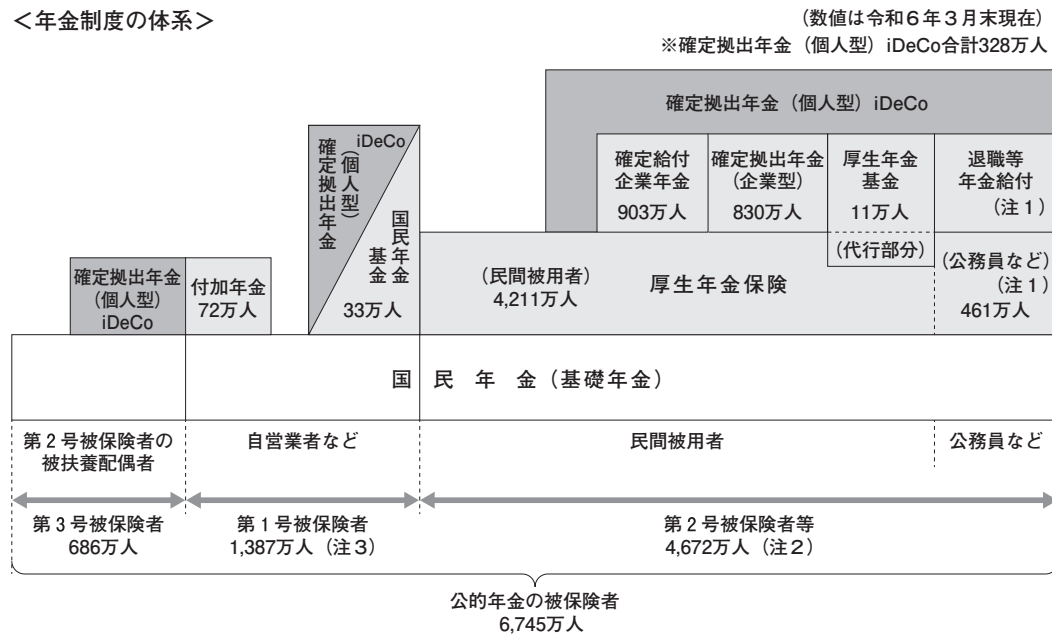 ＜年金制度の体系＞
（数値は令和６年３月末現在）
※確定拠出年金（個人型）iDeCo合計328万人
確定拠出年金（個人型）iDeCo
確定給付
企業年金
903万人
確定拠出年金
（企業型）
830万人
厚生年金
基金
11万人
（代行部分）
退職等
年金給付
（注１）
iDeCo
（個人型）
確定拠出年金
国民年金
基金
33万人
確定拠出年金
（個人型）
iDeCo
付加年金
72万人
（民間被用者）
4,211万人
厚生年金保険
（公務員など）
（注１）
461万人
国民年金（基礎年金）
第２号被保険者の
被扶養配偶者
自営業者など
民間被用者
公務員など
第３号被保険者
686万人
第１号被保険者
1,387万人（注３）
第２号被保険者等
4,672万人（注２）
公的年金の被保険者
6,745万人